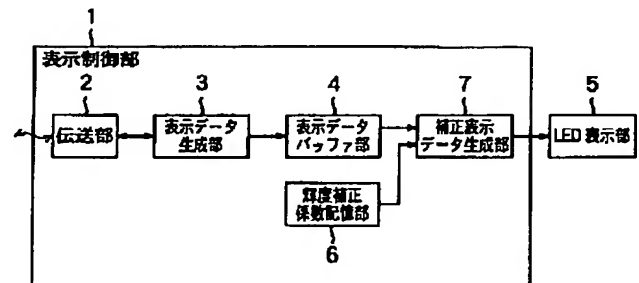 1
表示制御部
2
3
4
7
5
伝送部
表示データ
生成部
表示データ
バッファ部
補正表示
データ生成部
LED 表示部
輝度補正
係数記憶部
6